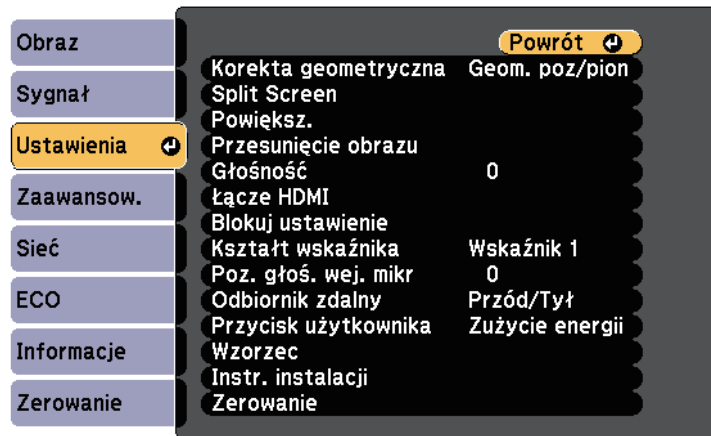 Obraz
Sygnał
Ustawienia
Zaawansow.
Sieć
ECO
Informacje
Zerowanie
Powrót
Korekta geometryczna Geom. poz/pion
Split Screen
Powiększ.
Przesunięcie obrazu
Głośność 0
Łącze HDMI
Blokuj ustawienie
Kształt wskaźnika Wskaźnik 1
Poz. głoś. wej. mikr 0
Odbiornik zdalny Przód/Tył
Przycisk użytkownika Zużycie energii
Wzorzec
Instr. instalacji
Zerowanie